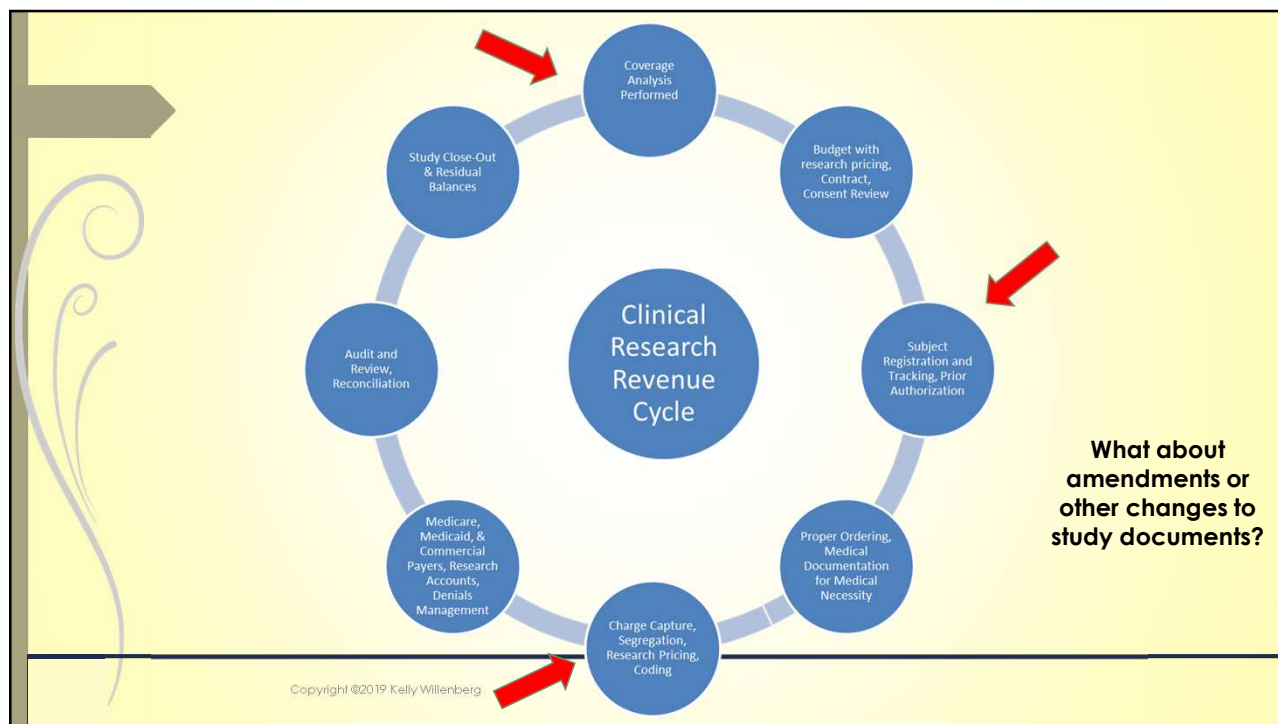 Coverage
Analysis
Performed
Budget with
research pricing,
Contract,
Consent Review
Subject
Registration and
Tracking, Prior
Authorization
Proper Ordering,
Medical
Documentation
for Medical
Necessity
Charge Capture,
Segregation,
Research Pricing,
Coding
Medicare,
Medicaid, &
Commercial
Payers, Research
Accounts,
Denials
Management
Audit and
Review,
Reconciliation
Study Close-Out
& Residual
Balances
Clinical
Research
Revenue
Cycle
What about
amendments or
other changes to
study documents?
Copyright ©2019 Kelly Willenberg